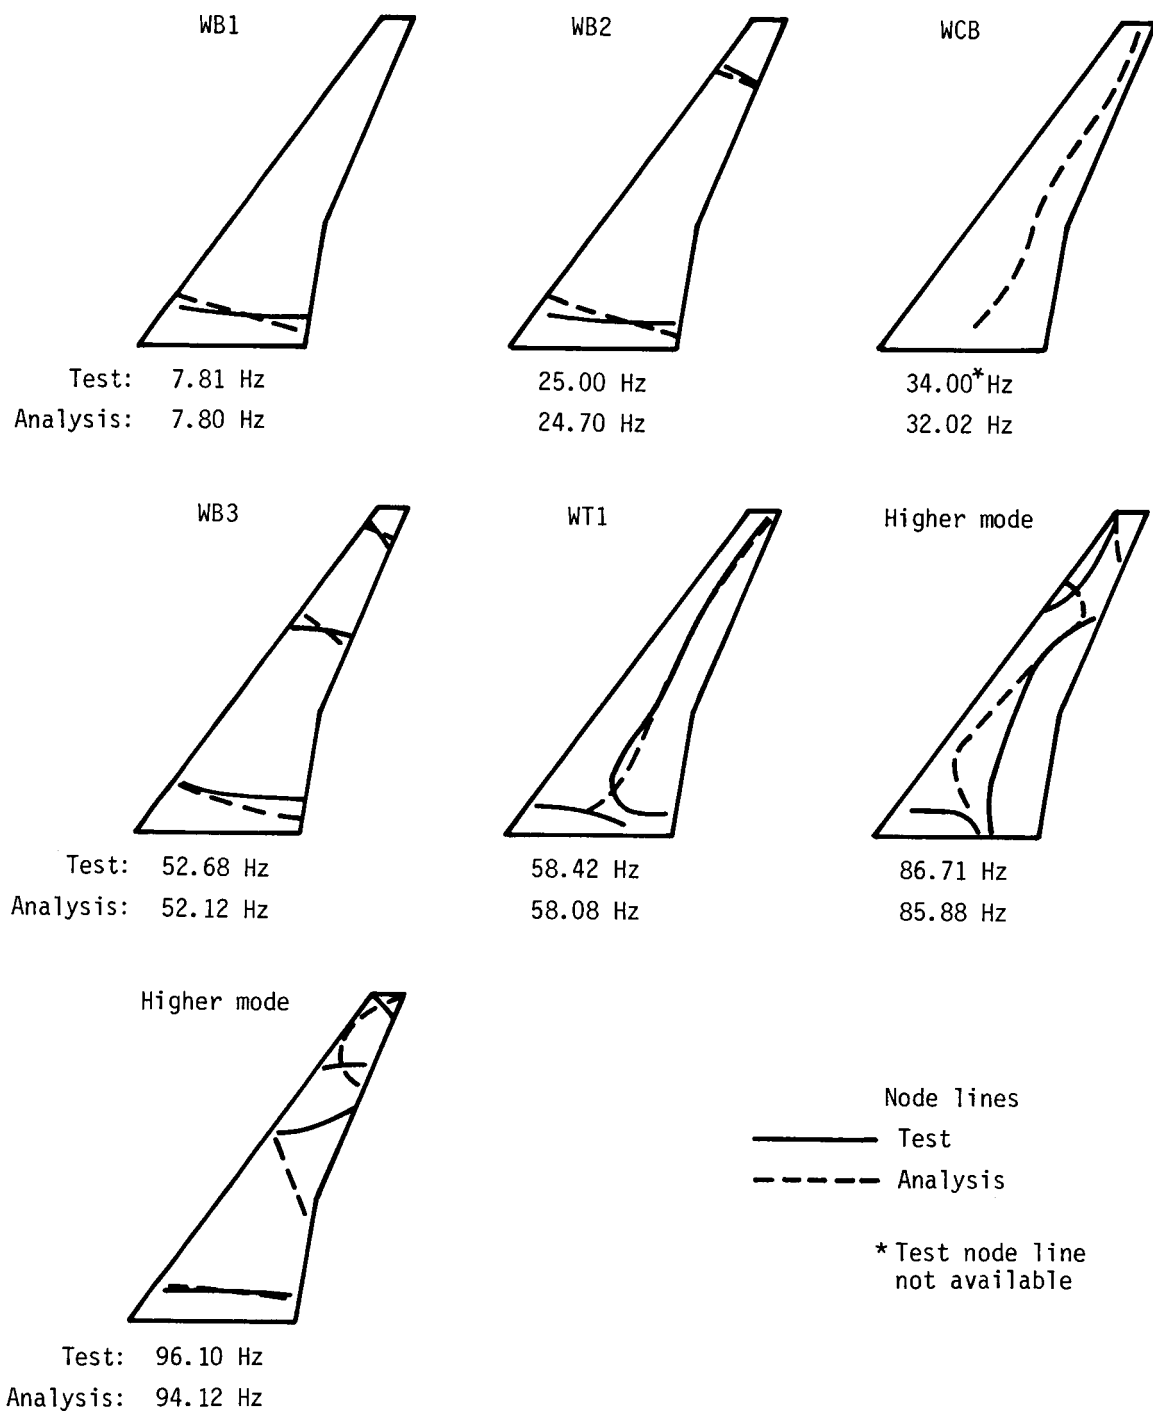 WB1 WB2 WCB
Test: 7.81 Hz 25.00 Hz 34.00* Hz
Analysis: 7.80 Hz 24.70 Hz 32.02 Hz
WB3 WT1 Higher mode
Test: 52.68 Hz 58.42 Hz 86.71 Hz
Analysis: 52.12 Hz 58.08 Hz 85.88 Hz
Higher mode
Node lines
Test
Analysis
* Test node line
not available
Test: 96.10 Hz
Analysis: 94.12 Hz